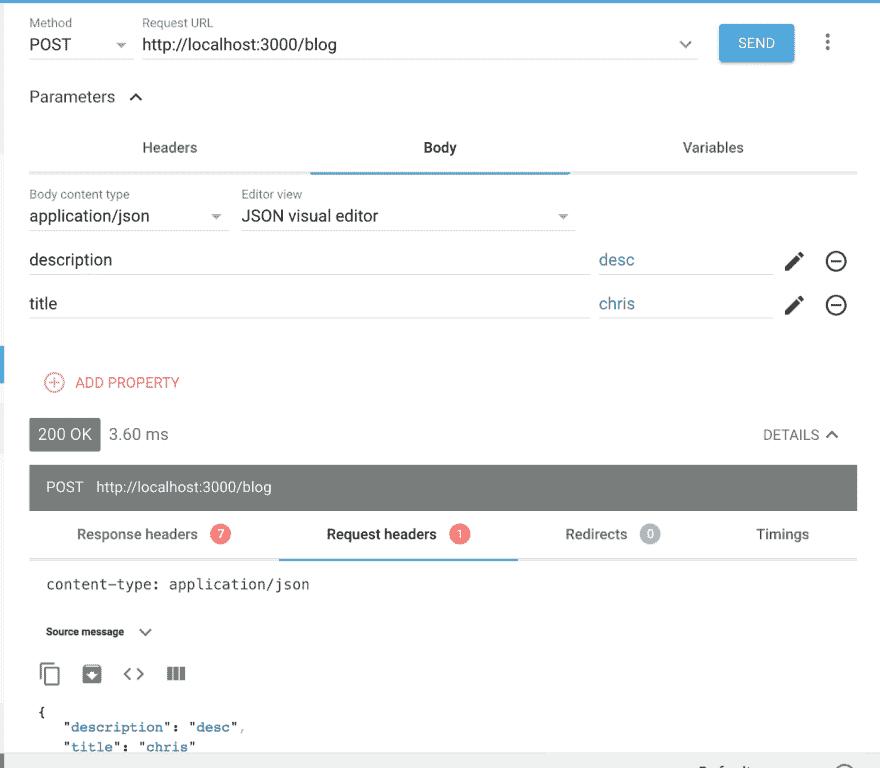 Method Request URL
POST http://localhost:3000/blog SEND
Parameters
Headers Body Variables
Body content type Editor view
application/json JSON visual editor
description desc
title chris
ADD PROPERTY
200 OK 3.60 ms DETAILS
POST http://localhost:3000/blog
Response headers 7 Request headers 1 Redirects 0 Timings
content-type: application/json
Source message
{
"description": "desc",
"title": "chris"